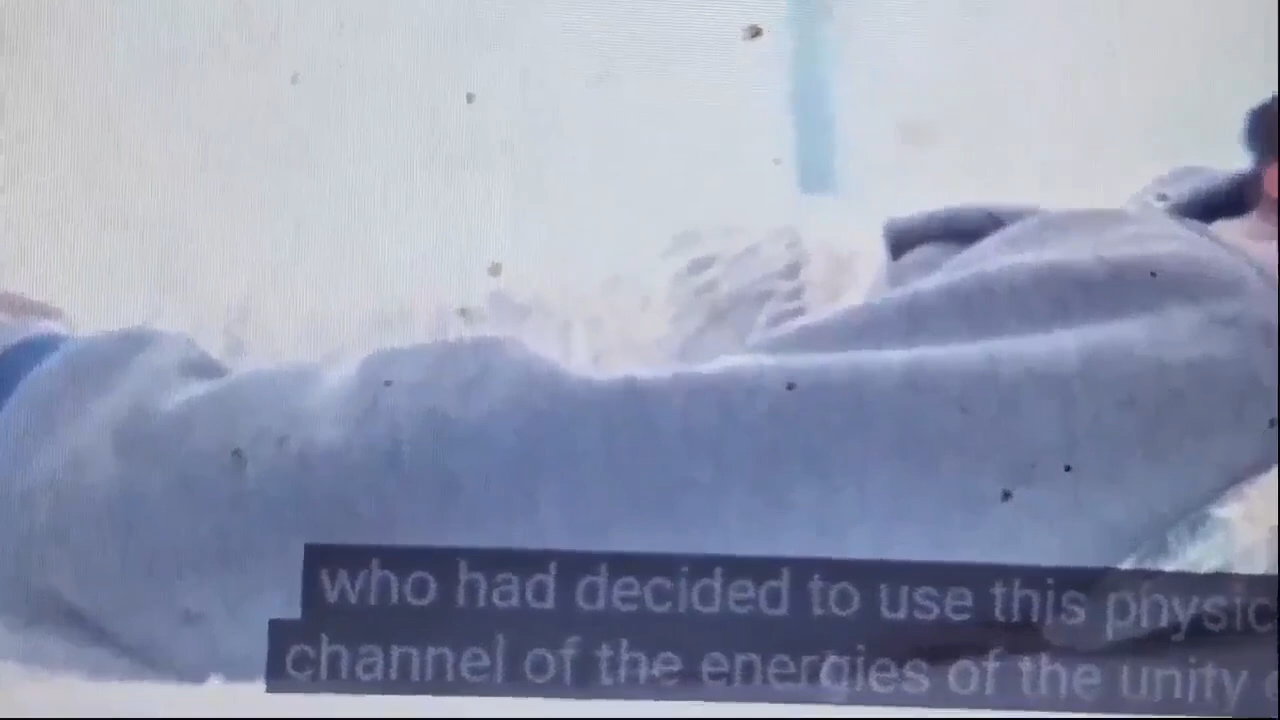 who had decided to use this
channel of the energies of the unity